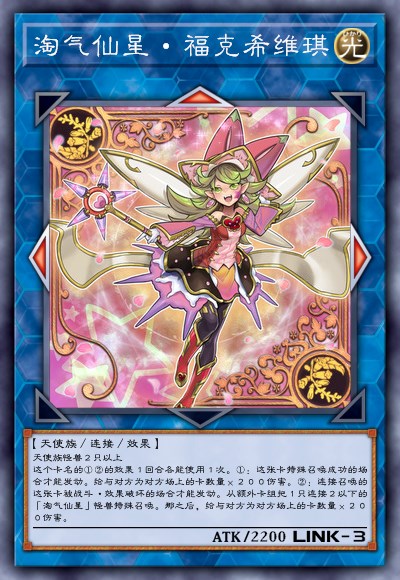 淘气仙星・福克希维琪
光
ひかり
【天使族／连接／效果】
天使族怪兽2只以上
这个卡名的①②的效果1回合各能使用1次。①：这张卡特殊召唤成功的场
合才能发动。给与对方为对方场上的卡数量×200伤害。②：连接召唤的
这张卡被战斗・效果破坏的场合才能发动。从额外卡组把1只连接2以下的
「淘气仙星」怪兽特殊召唤。那之后，给与对方为对方场上的卡数量×20
0伤害。
ATK/2200 LINK-3